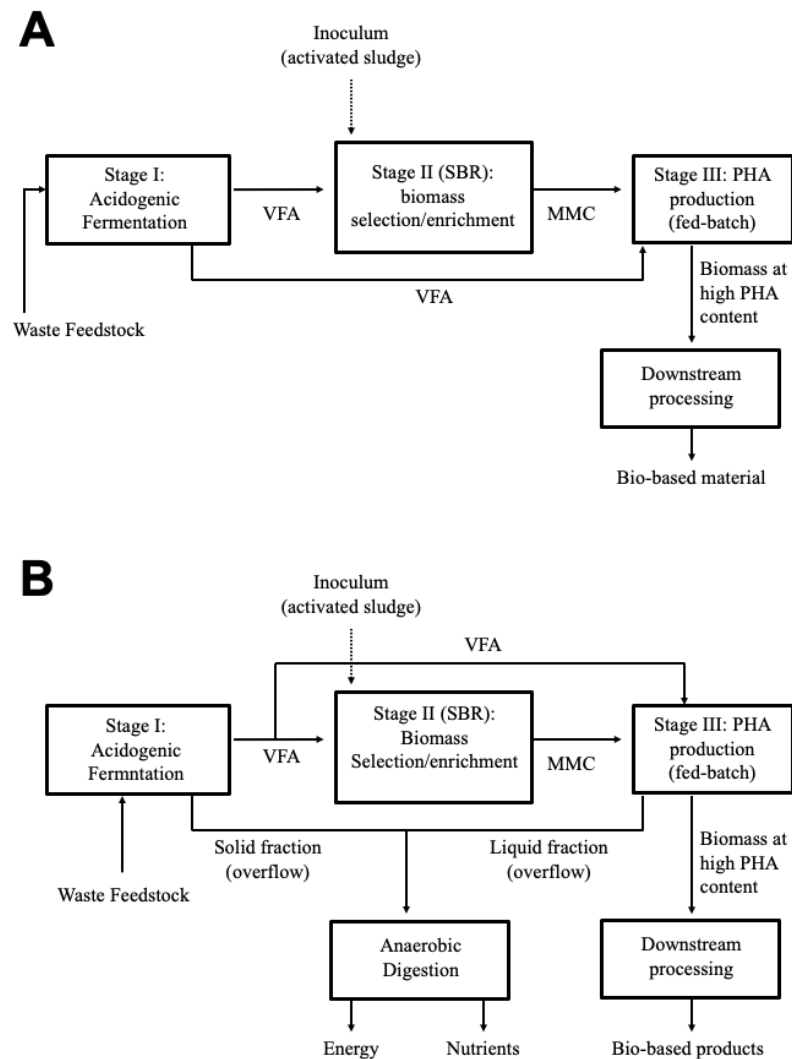 A
Inoculum
(activated sludge)
Stage I:
Acidogenic
Fermentation
VFA
Stage II (SBR):
biomass
selection/enrichment
MMC
Stage III: PHA
production
(fed-batch)
VFA
Waste Feedstock
Biomass at
high PHA
content
Downstream
processing
Bio-based material
B
Inoculum
(activated sludge)
VFA
Stage I:
Acidogenic
Fermntation
VFA
Stage II (SBR):
Biomass
Selection/enrichment
MMC
Stage III: PHA
production
(fed-batch)
Solid fraction
(overflow)
Liquid fraction
(overflow)
Biomass at
high PHA
content
Waste Feedstock
Anaerobic
Digestion
Downstream
processing
Energy
Nutrients
Bio-based products